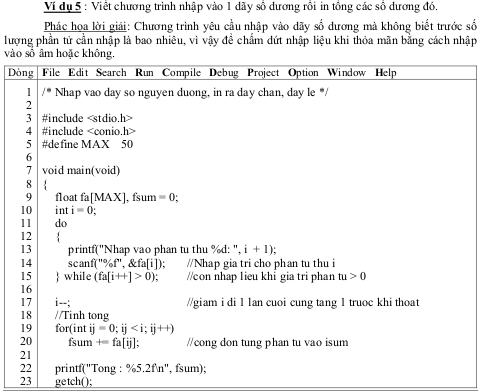 Ví dụ 5 : Viết chương trình nhập vào 1 dãy số dương rồi in tổng các số dương đó.
Phác họa lời giải: Chương trình yêu cầu nhập vào dãy số dương mà không biết trước số
lượng phần tử cần nhập là bao nhiêu, vì vậy để chấm dứt nhập liệu khi thỏa mãn bằng cách nhập
vào số âm hoặc không.
Dòng File Edit Search Run Compile Debug Project Option Window Help
1 /* Nhap vao day so nguyen duong, in ra day chan, day le */
2
3 #include <stdio.h>
4 #include <conio.h>
5 #define MAX 50
6
7 void main(void)
8 {
9 float fa[MAX], fsum = 0;
10 int i = 0;
11 do
12 {
13 printf("Nhap vao phan tu thu %d: ", i + 1);
14 scanf("%f", &fa[i]); //Nhap gia tri cho phan tu thu i
15 } while (fa[i++] > 0); //con nhap lieu khi gia tri phan tu > 0
16
17 i--; //giam i di 1 lan cuoi cung tang 1 truoc khi thoat
18 //Tinh tong
19 for(int ij = 0; ij < i; ij++)
20 fsum += fa[ij]; //cong don tung phan tu vao isum
21
22 printf("Tong : %5.2f\n", fsum);
23 getch();